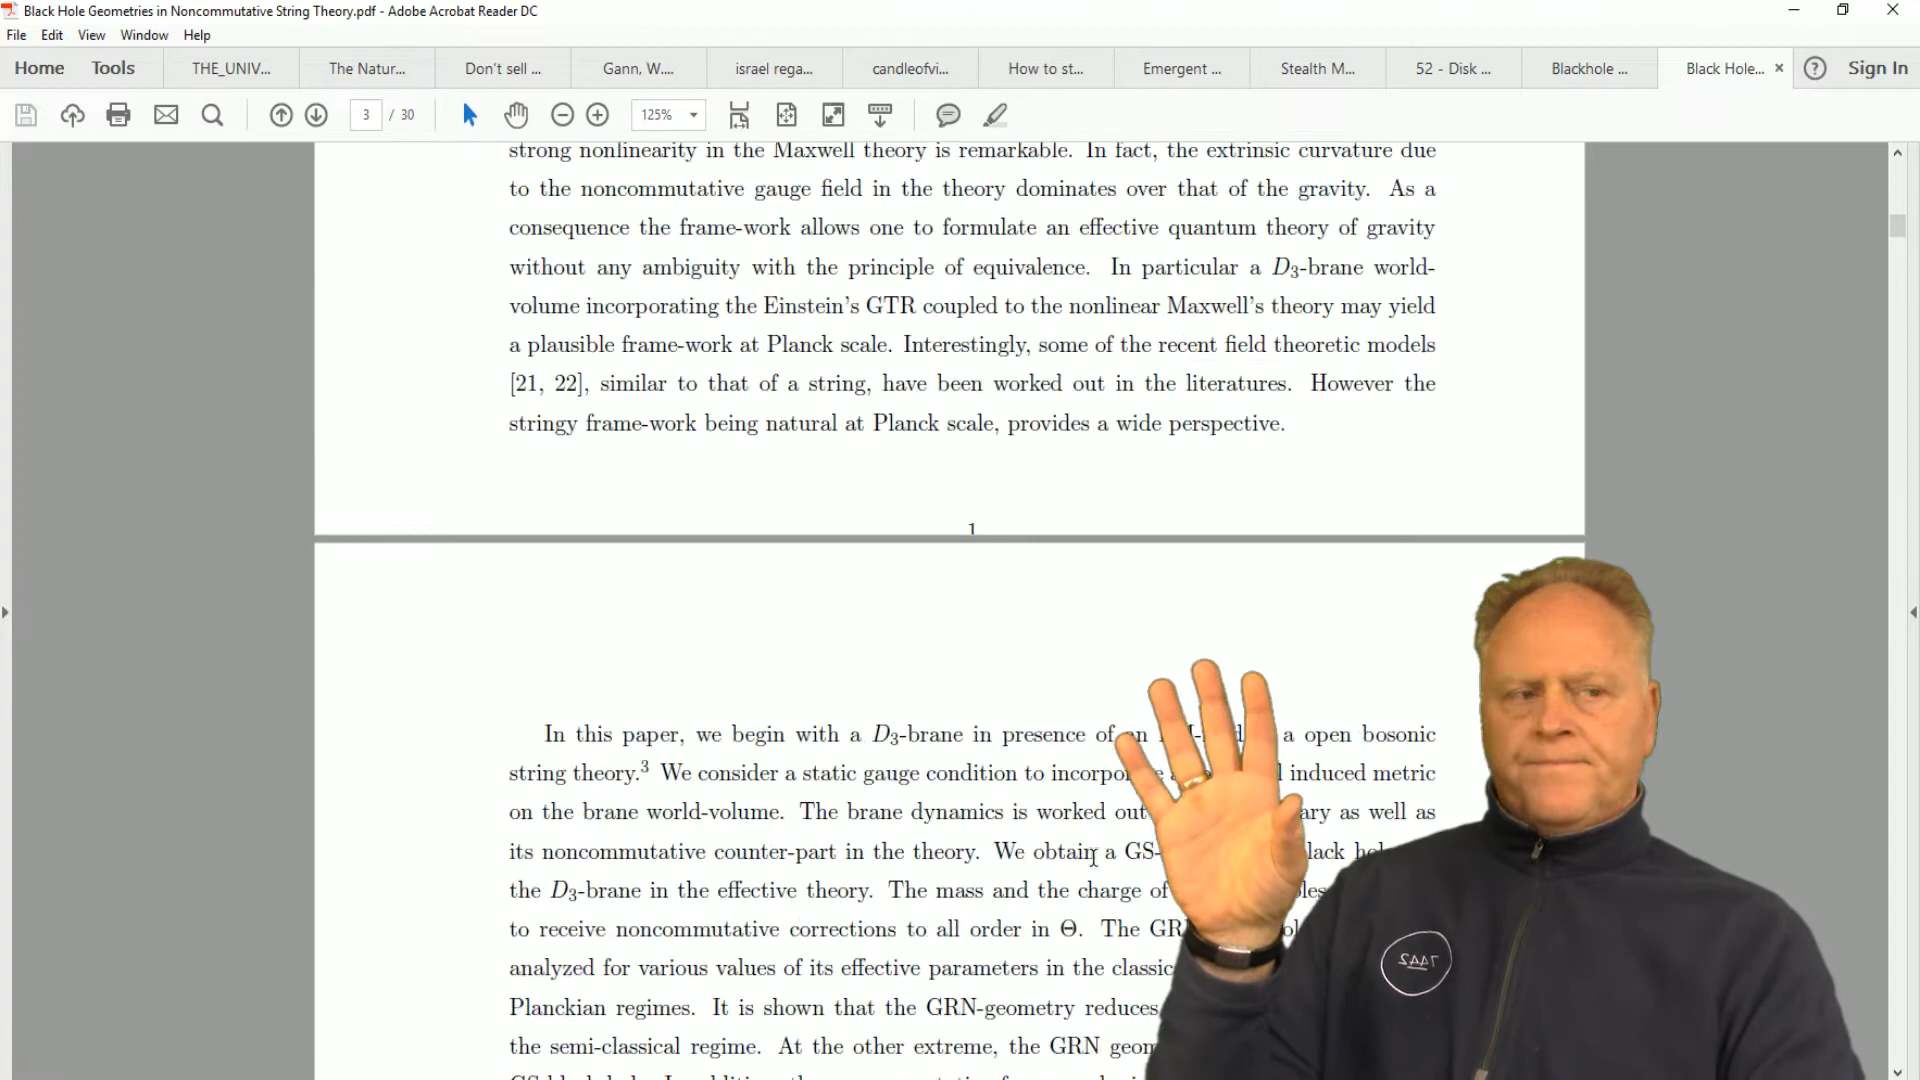 Black Hole Geometries in Noncommutative String Theory.pdf - Adobe Acrobat Reader DC
File Edit View Window Help
Home Tools THE_UNIV... The Natur... Don't sell ... Gann, W.... israel rega... candleofvi... How to st... Emergent ... Stealth M... 52 - Disk ... Blackhole ... Black Hole... × ? Sign In
3 / 30 125%
strong nonlinearity in the Maxwell theory is remarkable. In fact, the extrinsic curvature due
to the noncommutative gauge field in the theory dominates over that of the gravity. As a
consequence the frame-work allows one to formulate an effective quantum theory of gravity
without any ambiguity with the principle of equivalence. In particular a D₃-brane world-
volume incorporating the Einstein's GTR coupled to the nonlinear Maxwell's theory may yield
a plausible frame-work at Planck scale. Interestingly, some of the recent field theoretic models
[21, 22], similar to that of a string, have been worked out in the literatures. However the
stringy frame-work being natural at Planck scale, provides a wide perspective.
1
In this paper, we begin with a D₃-brane in presence of a open bosonic
string theory.³ We consider a static gauge condition to induced metric
on the brane world-volume. The brane dynamics is worked out as well as
its noncommutative counter-part in the theory. We obtain a GS-
the D₃-brane in the effective theory. The mass and the charge of
to receive noncommutative corrections to all order in Θ. The
analyzed for various values of its effective parameters in the
Planckian regimes. It is shown that the GRN-geometry reduces
the semi-classical regime. At the other extreme, the GRN